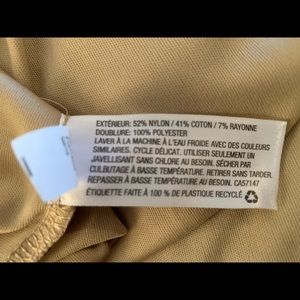 EXTÉRIEUR: 52% NYLON / 41% COTON / 7% RAYONNE
DOUBLURE: 100% POLYESTER
LAVER À LA MACHINE À L'EAU FROIDE AVEC DES COULEURS
SIMILAIRES. CYCLE DÉLICAT. UTILISER SEULEMENT UN
JAVELLISANT SANS CHLORE AU BESOIN. SÉCHER PAR
CULBUTAGE À BASSE TEMPÉRATURE. RETIRER SANS TARDER.
REPASSER À BASSE TEMPÉRATURE AU BESOIN. CA57147
ÉTIQUETTE FAITE À 100 % DE PLASTIQUE RECYCLÉ